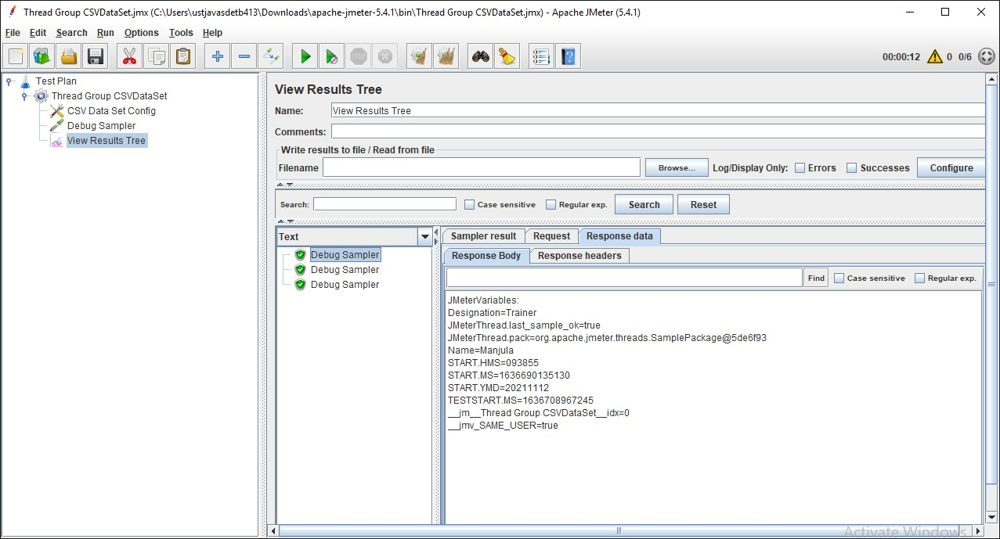 Thread Group CSVDataSet.jmx (C:\Users\ustjavasdetb413\Downloads\apache-jmeter-5.4.1\bin\Thread Group CSVDataSet.jmx) - Apache JMeter (5.4.1)
File Edit Search Run Options Tools Help
STOP ? 00:00:12 0 0/6
Test Plan
Thread Group CSVDataSet
CSV Data Set Config
Debug Sampler
View Results Tree
View Results Tree
Name: View Results Tree
Comments:
Write results to file / Read from file
Filename Browse... Log/Display Only: Errors Successes Configure
Search: Case sensitive Regular exp. Search Reset
Text
Debug Sampler
Debug Sampler
Debug Sampler
Sampler result Request Response data
Response Body Response headers
Find Case sensitive Regular exp.
JMeterVariables:
Designation=Trainer
JMeterThread.last_sample_ok=true
JMeterThread.pack=org.apache.jmeter.threads.SamplePackage@5de6f93
Name=Manjula
START.HMS=093855
START.MS=1636690135130
START.YMD=20211112
TESTSTART.MS=1636708967245
__jm__Thread Group CSVDataSet__idx=0
__jmv_SAME_USER=true
Activate Windows